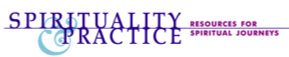 SPIRITUALITY
& PRACTICE
RESOURCES FOR
SPIRITUAL JOURNEYS